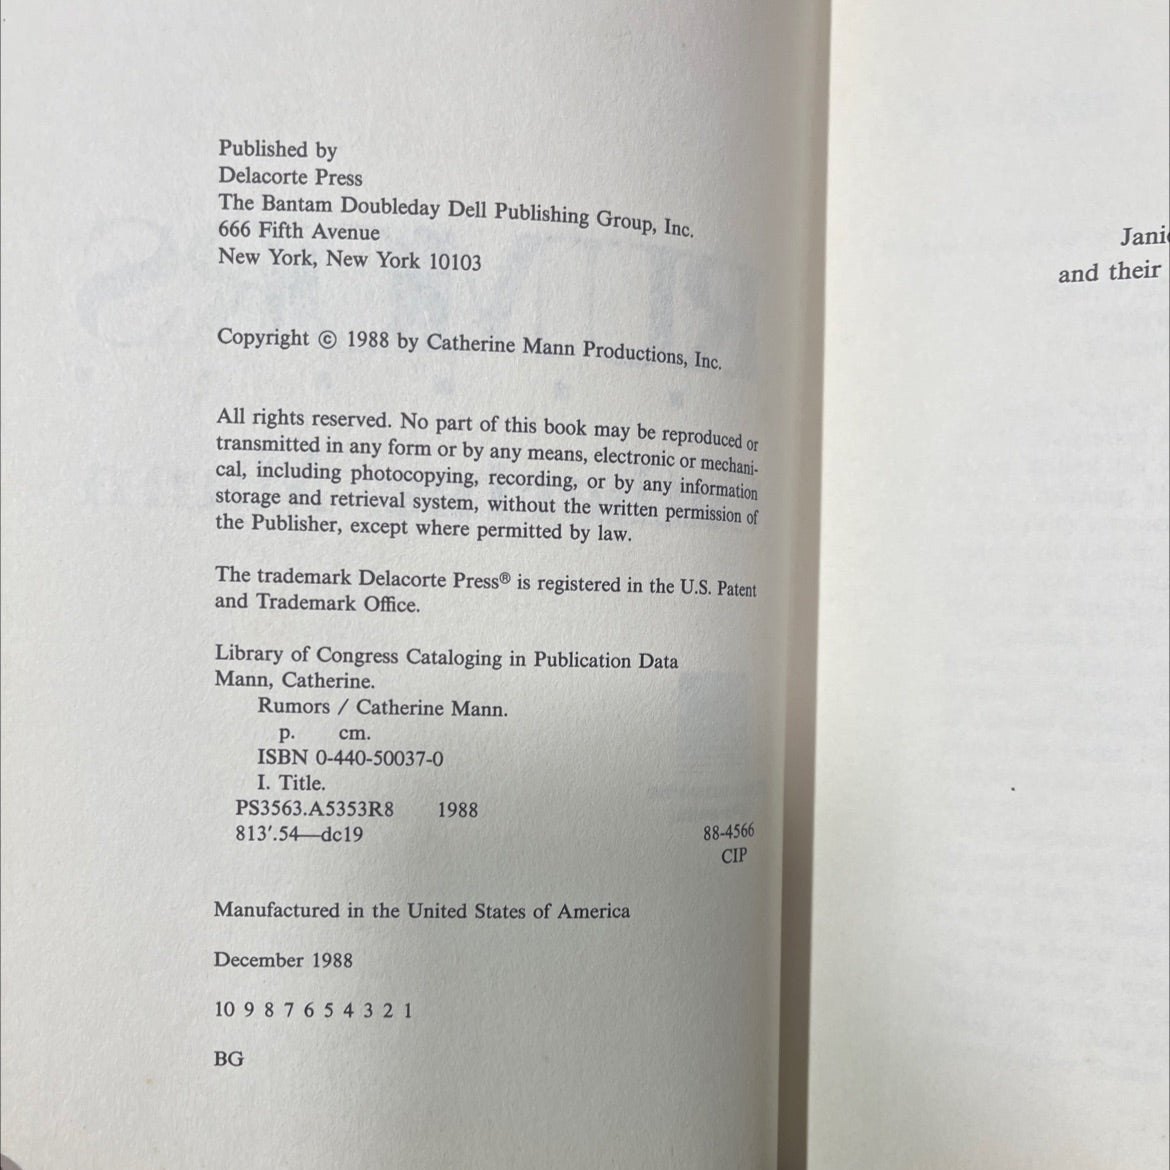 Published by
Delacorte Press
The Bantam Doubleday Dell Publishing Group, Inc.
666 Fifth Avenue
New York, New York 10103
Copyright © 1988 by Catherine Mann Productions, Inc.
All rights reserved. No part of this book may be reproduced or
transmitted in any form or by any means, electronic or mechani-
cal, including photocopying, recording, or by any information
storage and retrieval system, without the written permission of
the Publisher, except where permitted by law.
The trademark Delacorte Press® is registered in the U.S. Patent
and Trademark Office.
Library of Congress Cataloging in Publication Data
Mann, Catherine.
Rumors / Catherine Mann.
p. cm.
ISBN 0-440-50037-0
I. Title.
PS3563.A5353R8 1988
813′.54—dc19 88-4566
CIP
Manufactured in the United States of America
December 1988
10 9 8 7 6 5 4 3 2 1
BG
and their